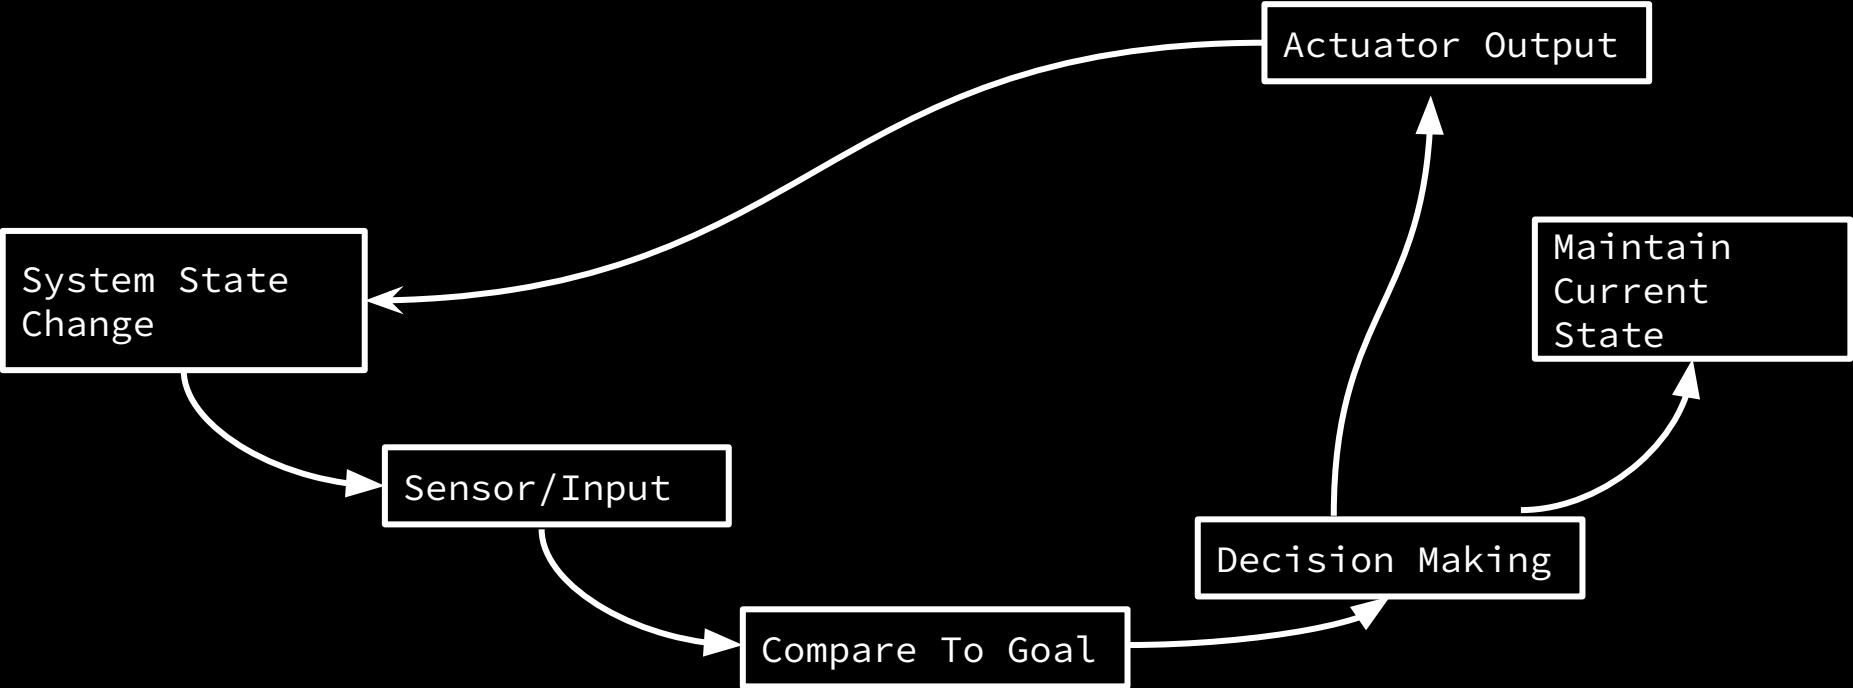 Actuator Output
System State
Change
Maintain
Current
State
Sensor/Input
Decision Making
Compare To Goal